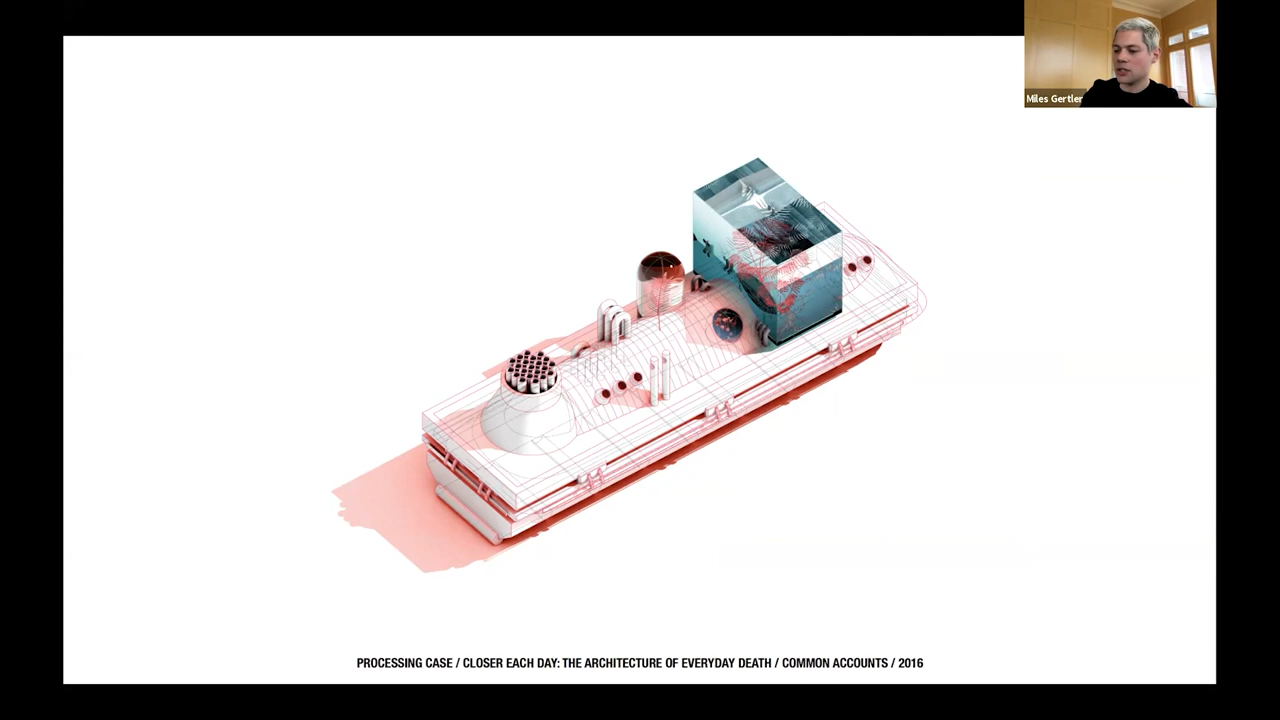 Miles Gertler
PROCESSING CASE / CLOSER EACH DAY: THE ARCHITECTURE OF EVERYDAY DEATH / COMMON ACCOUNTS / 2016